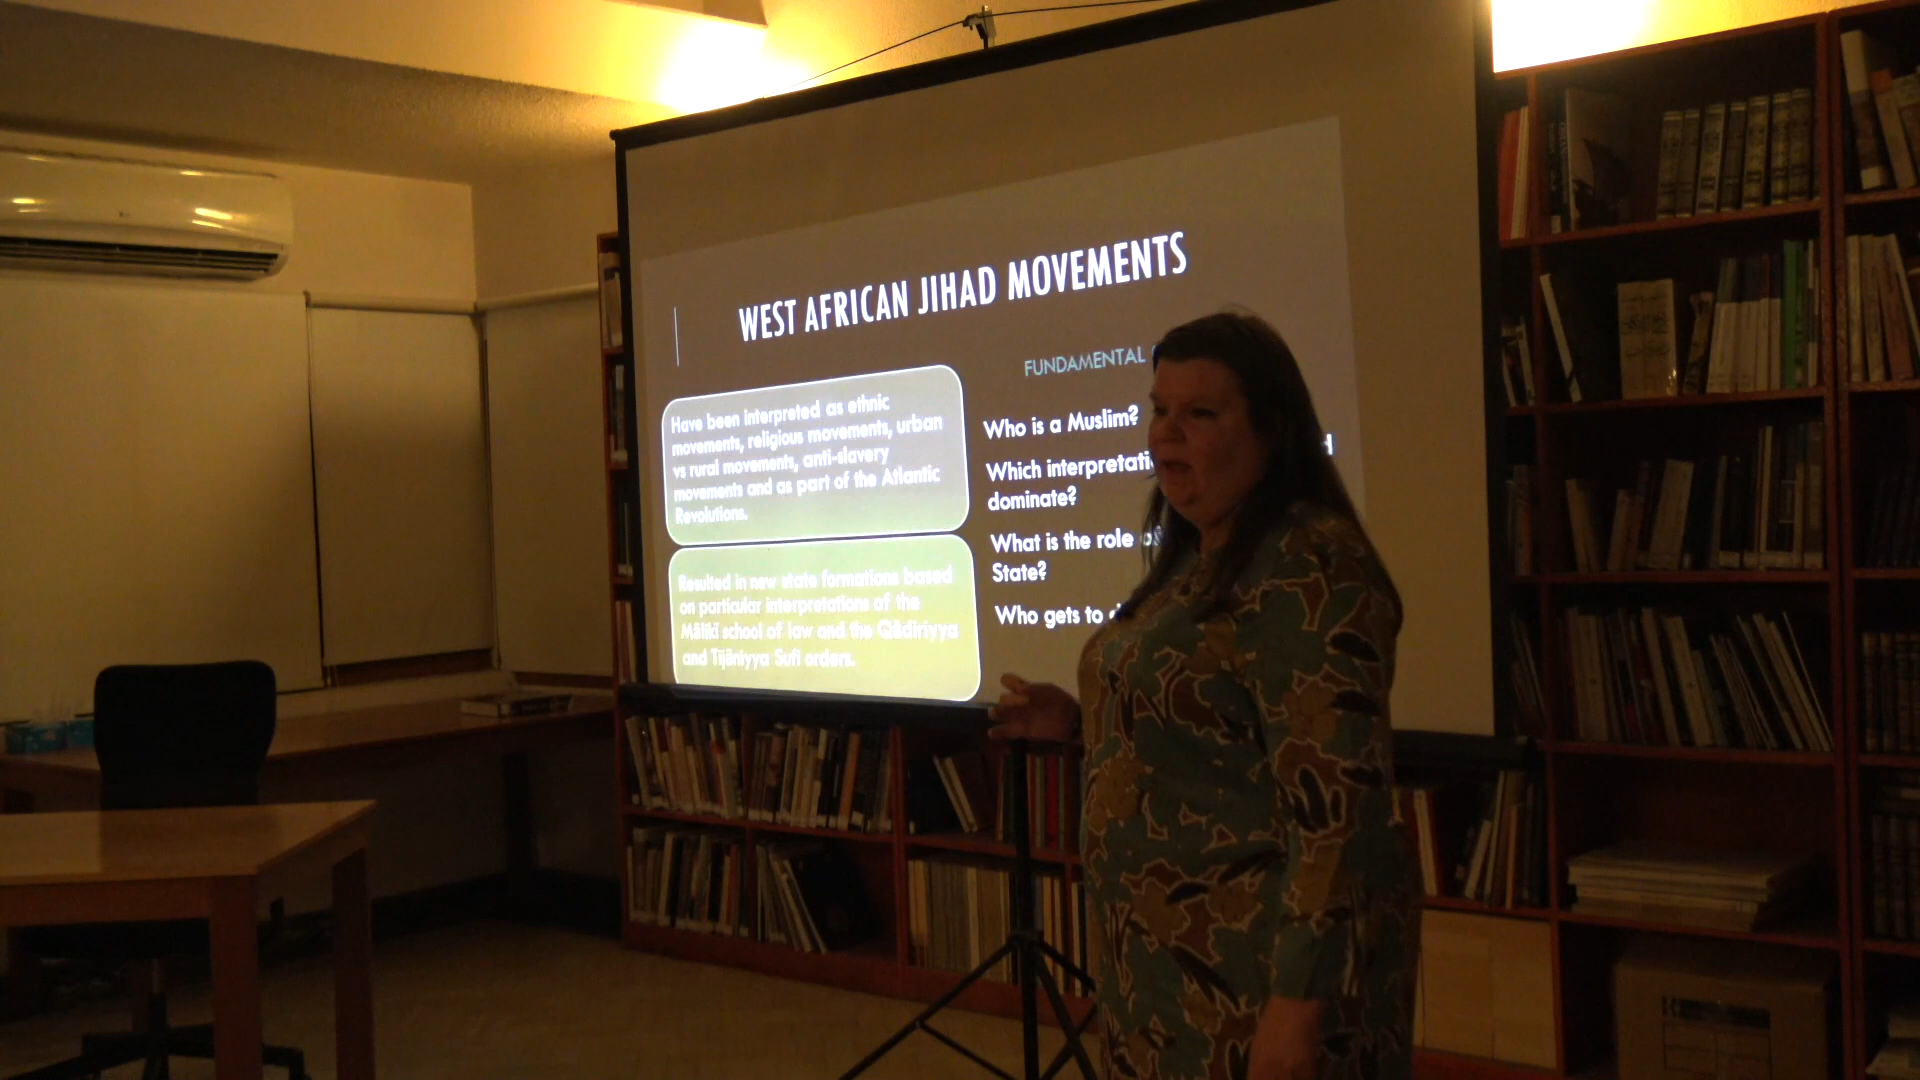 WEST AFRICAN JIHAD MOVEMENTS
Have been interpreted as ethnic
movements, religious movements, urban
vs rural movements, anti-slavery
movements and as part of the Atlantic
Revolutions.
Resulted in new state formations based
on particular interpretations of the
Mālikī school of law and the Qādiriyya
and Tijāniyya Sufi orders.
FUNDAMENTAL
Who is a Muslim?
Which
dominate?
What is the role
State?
Who gets to